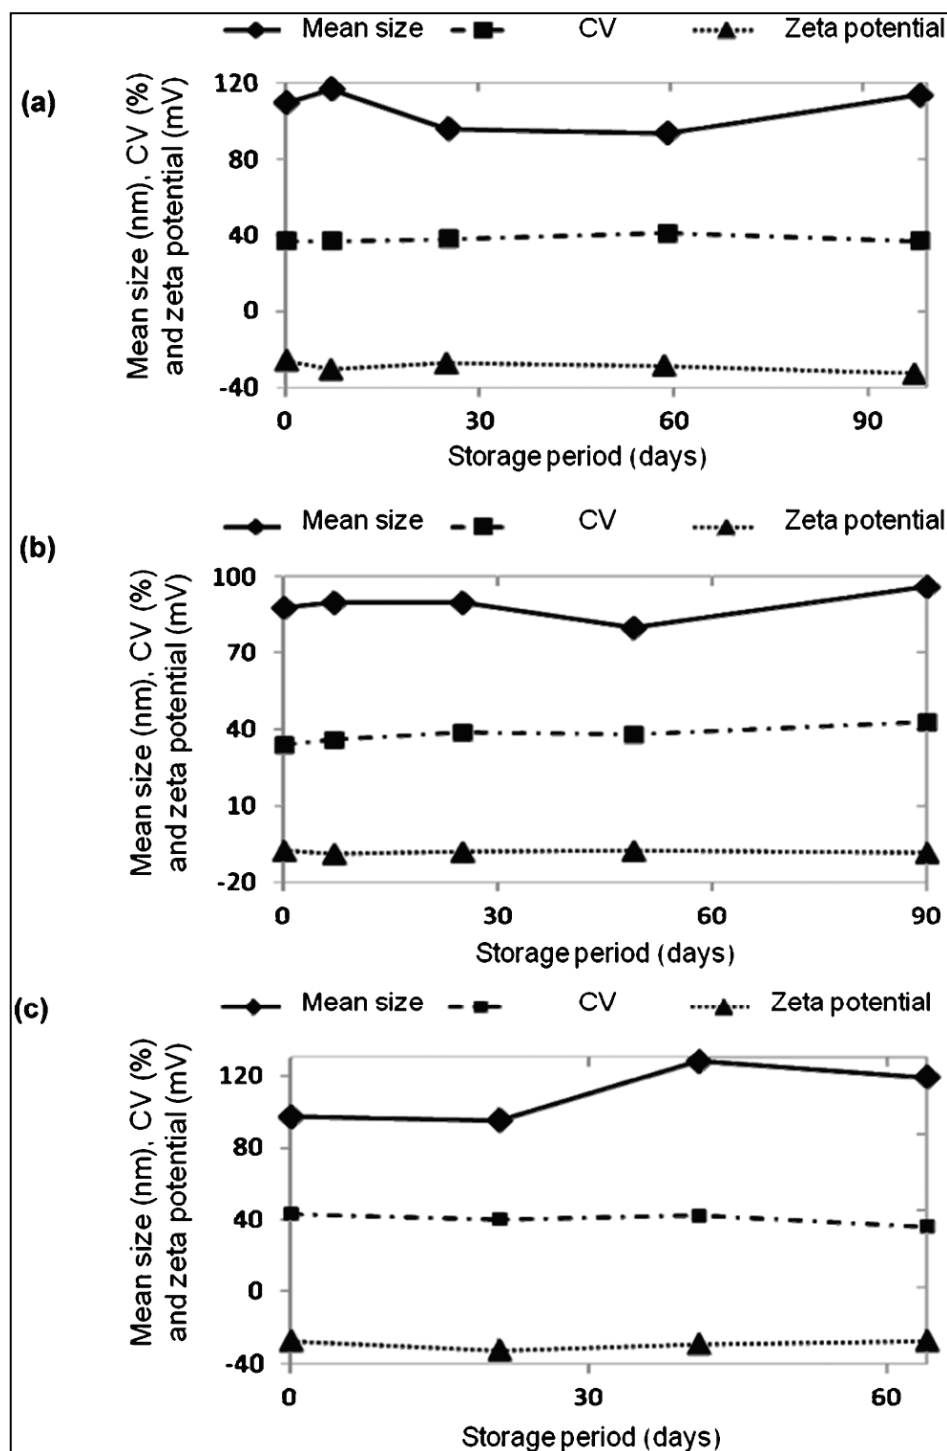 Mean size CV Zeta potential
(a)
Mean size (nm), CV (%)
and zeta potential (mV)
120
80
40
0
-40
0 30 60 90
Storage period (days)
Mean size CV Zeta potential
(b)
Mean size (nm), CV (%)
and zeta potential (mV)
100
70
40
10
-20
0 30 60 90
Storage period (days)
Mean size CV Zeta potential
(c)
Mean size (nm), CV (%)
and zeta potential (mV)
120
80
40
0
-40
0 30 60
Storage period (days)